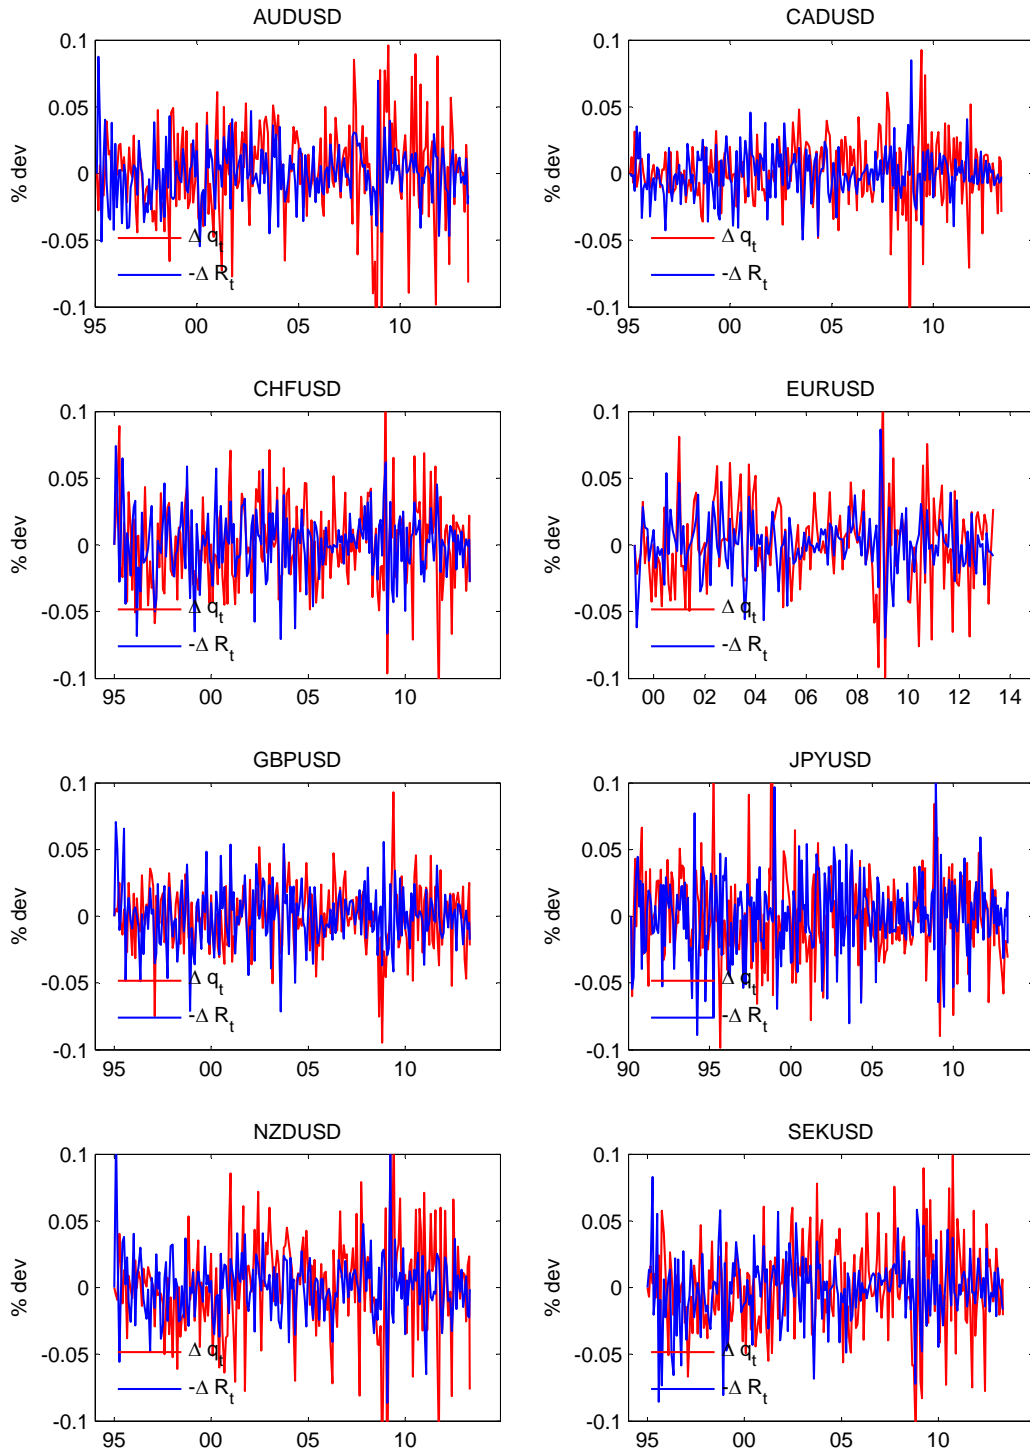 AUDUSD
0.1
0.05
0
-0.05
-0.1
% dev
Δ q_t
-Δ R_t
95 00 05 10
CADUSD
0.1
0.05
0
-0.05
-0.1
% dev
Δ q_t
-Δ R_t
95 00 05 10
CHFUSD
0.1
0.05
0
-0.05
-0.1
% dev
Δ q_t
-Δ R_t
95 00 05 10
EURUSD
0.1
0.05
0
-0.05
-0.1
% dev
Δ q_t
-Δ R_t
00 02 04 06 08 10 12 14
GBPUSD
0.1
0.05
0
-0.05
-0.1
% dev
Δ q_t
-Δ R_t
95 00 05 10
JPYUSD
0.1
0.05
0
-0.05
-0.1
% dev
Δ q_t
-Δ R_t
90 95 00 05 10
NZDUSD
0.1
0.05
0
-0.05
-0.1
% dev
Δ q_t
-Δ R_t
95 00 05 10
SEKUSD
0.1
0.05
0
-0.05
-0.1
% dev
Δ q_t
-Δ R_t
95 00 05 10